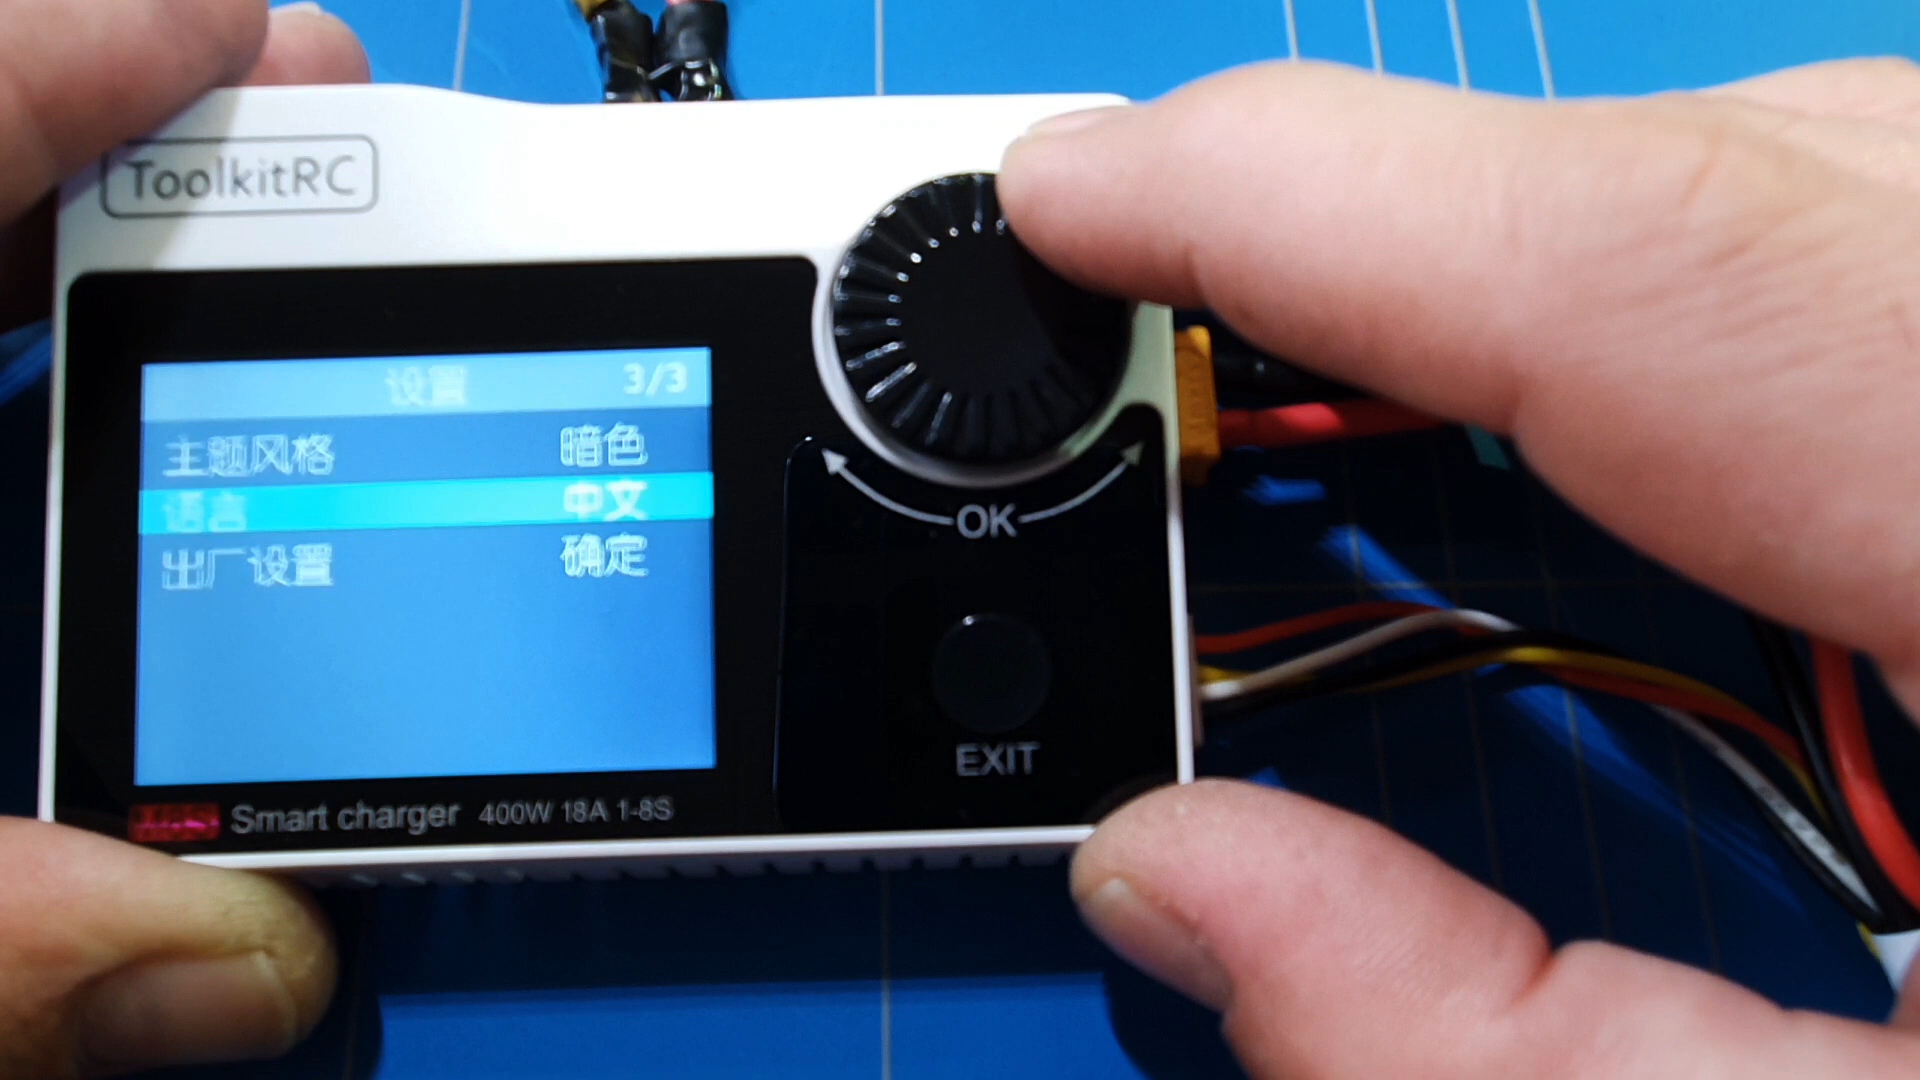 ToolkitRC
设置 3/3
主题风格 暗色
语言 中文
出厂设置 确定
OK
EXIT
Smart charger 400W 18A 1-8S